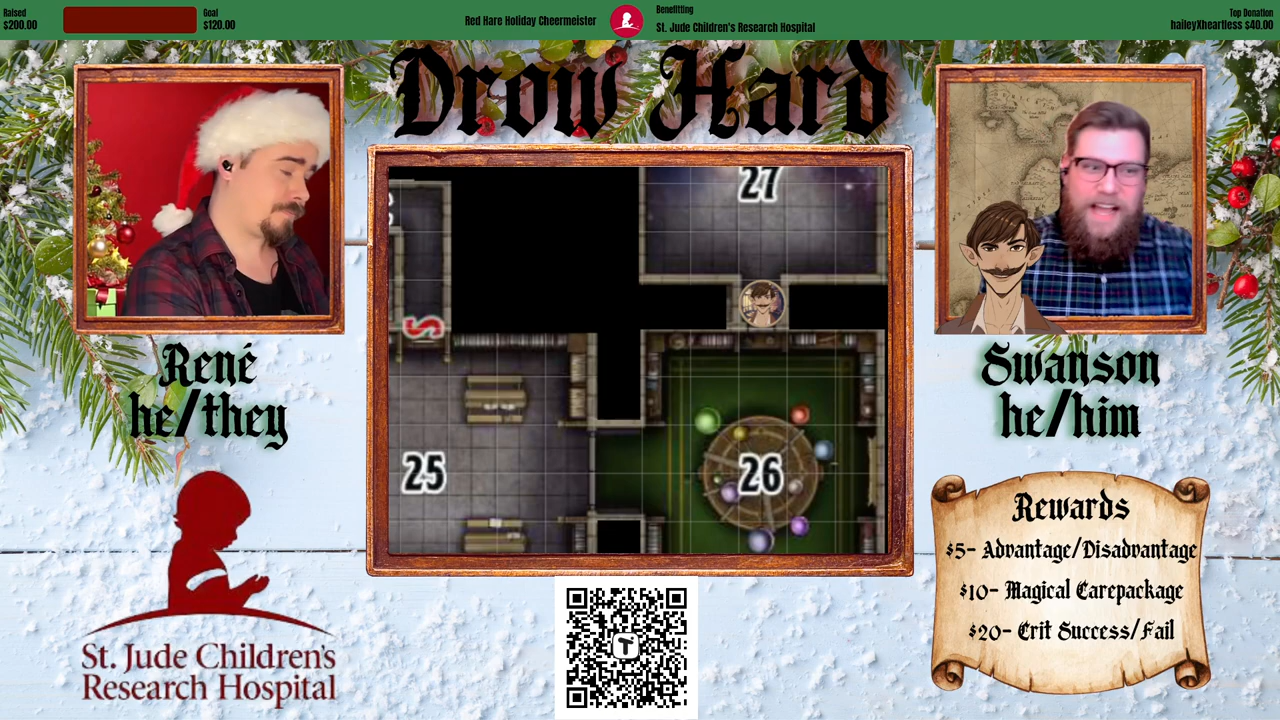 Raised
$200.00
Goal
$120.00
Red Hare Holiday Cheermeister
Benefitting
St. Jude Children's Research Hospital
Top Donation
haileyXheartless $40.00
Drow Hard
27
S
25
26
René
he/they
Swanson
he/him
St. Jude Children's
Research Hospital
T
Rewards
$5- Advantage/Disadvantage
$10- Magical Carepackage
$20- Crit Success/Fail